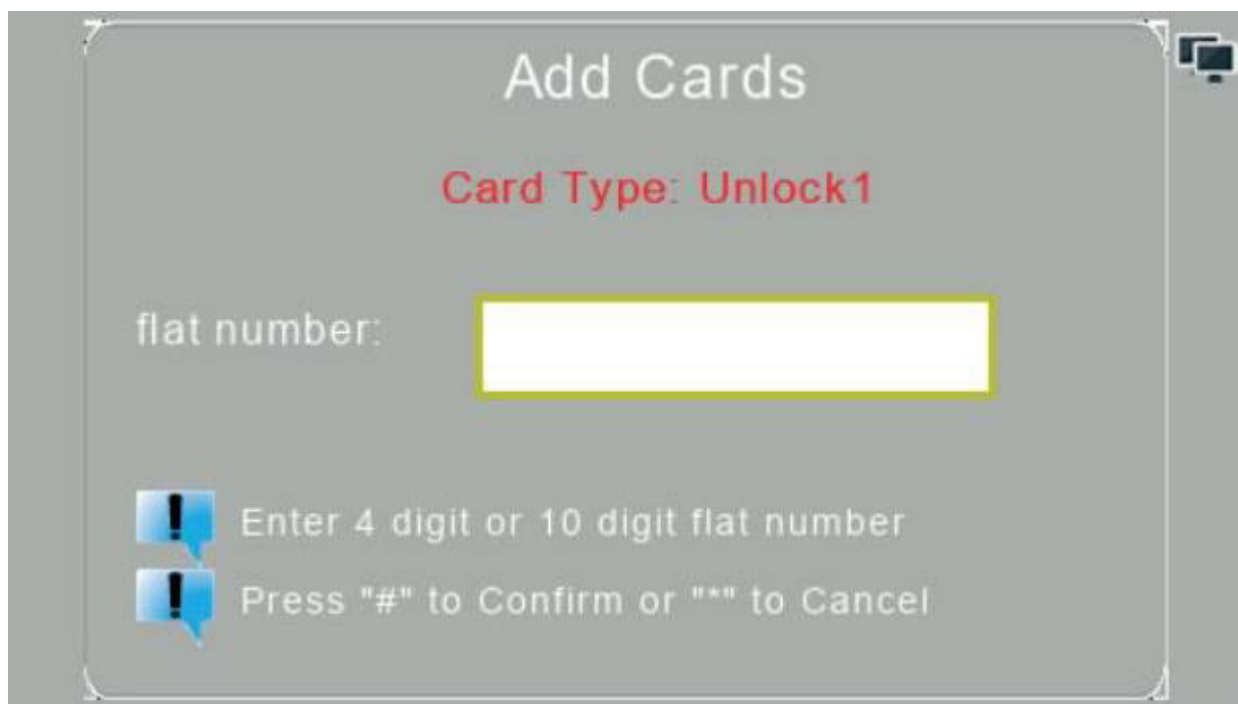 Add Cards
Card Type: Unlock1
flat number:
Enter 4 digit or 10 digit flat number
Press "#" to Confirm or "*" to Cancel